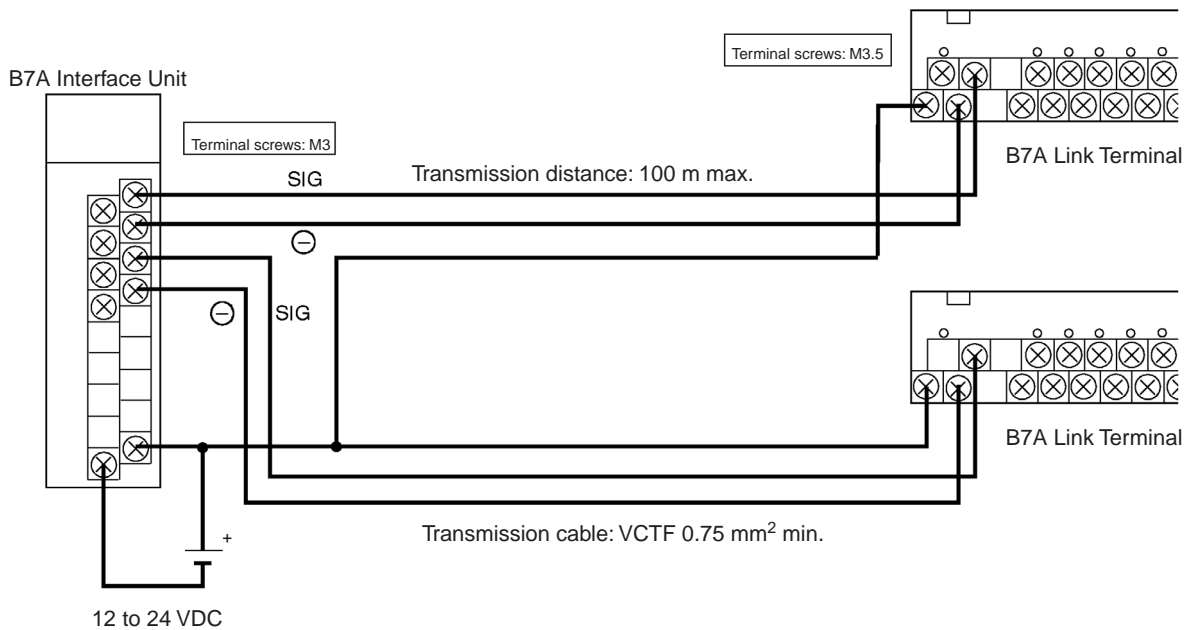 Terminal screws: M3.5
B7A Interface Unit
Terminal screws: M3
B7A Link Terminal
SIG
Transmission distance: 100 m max.
⊖
⊖
SIG
B7A Link Terminal
Transmission cable: VCTF 0.75 mm² min.
+
12 to 24 VDC